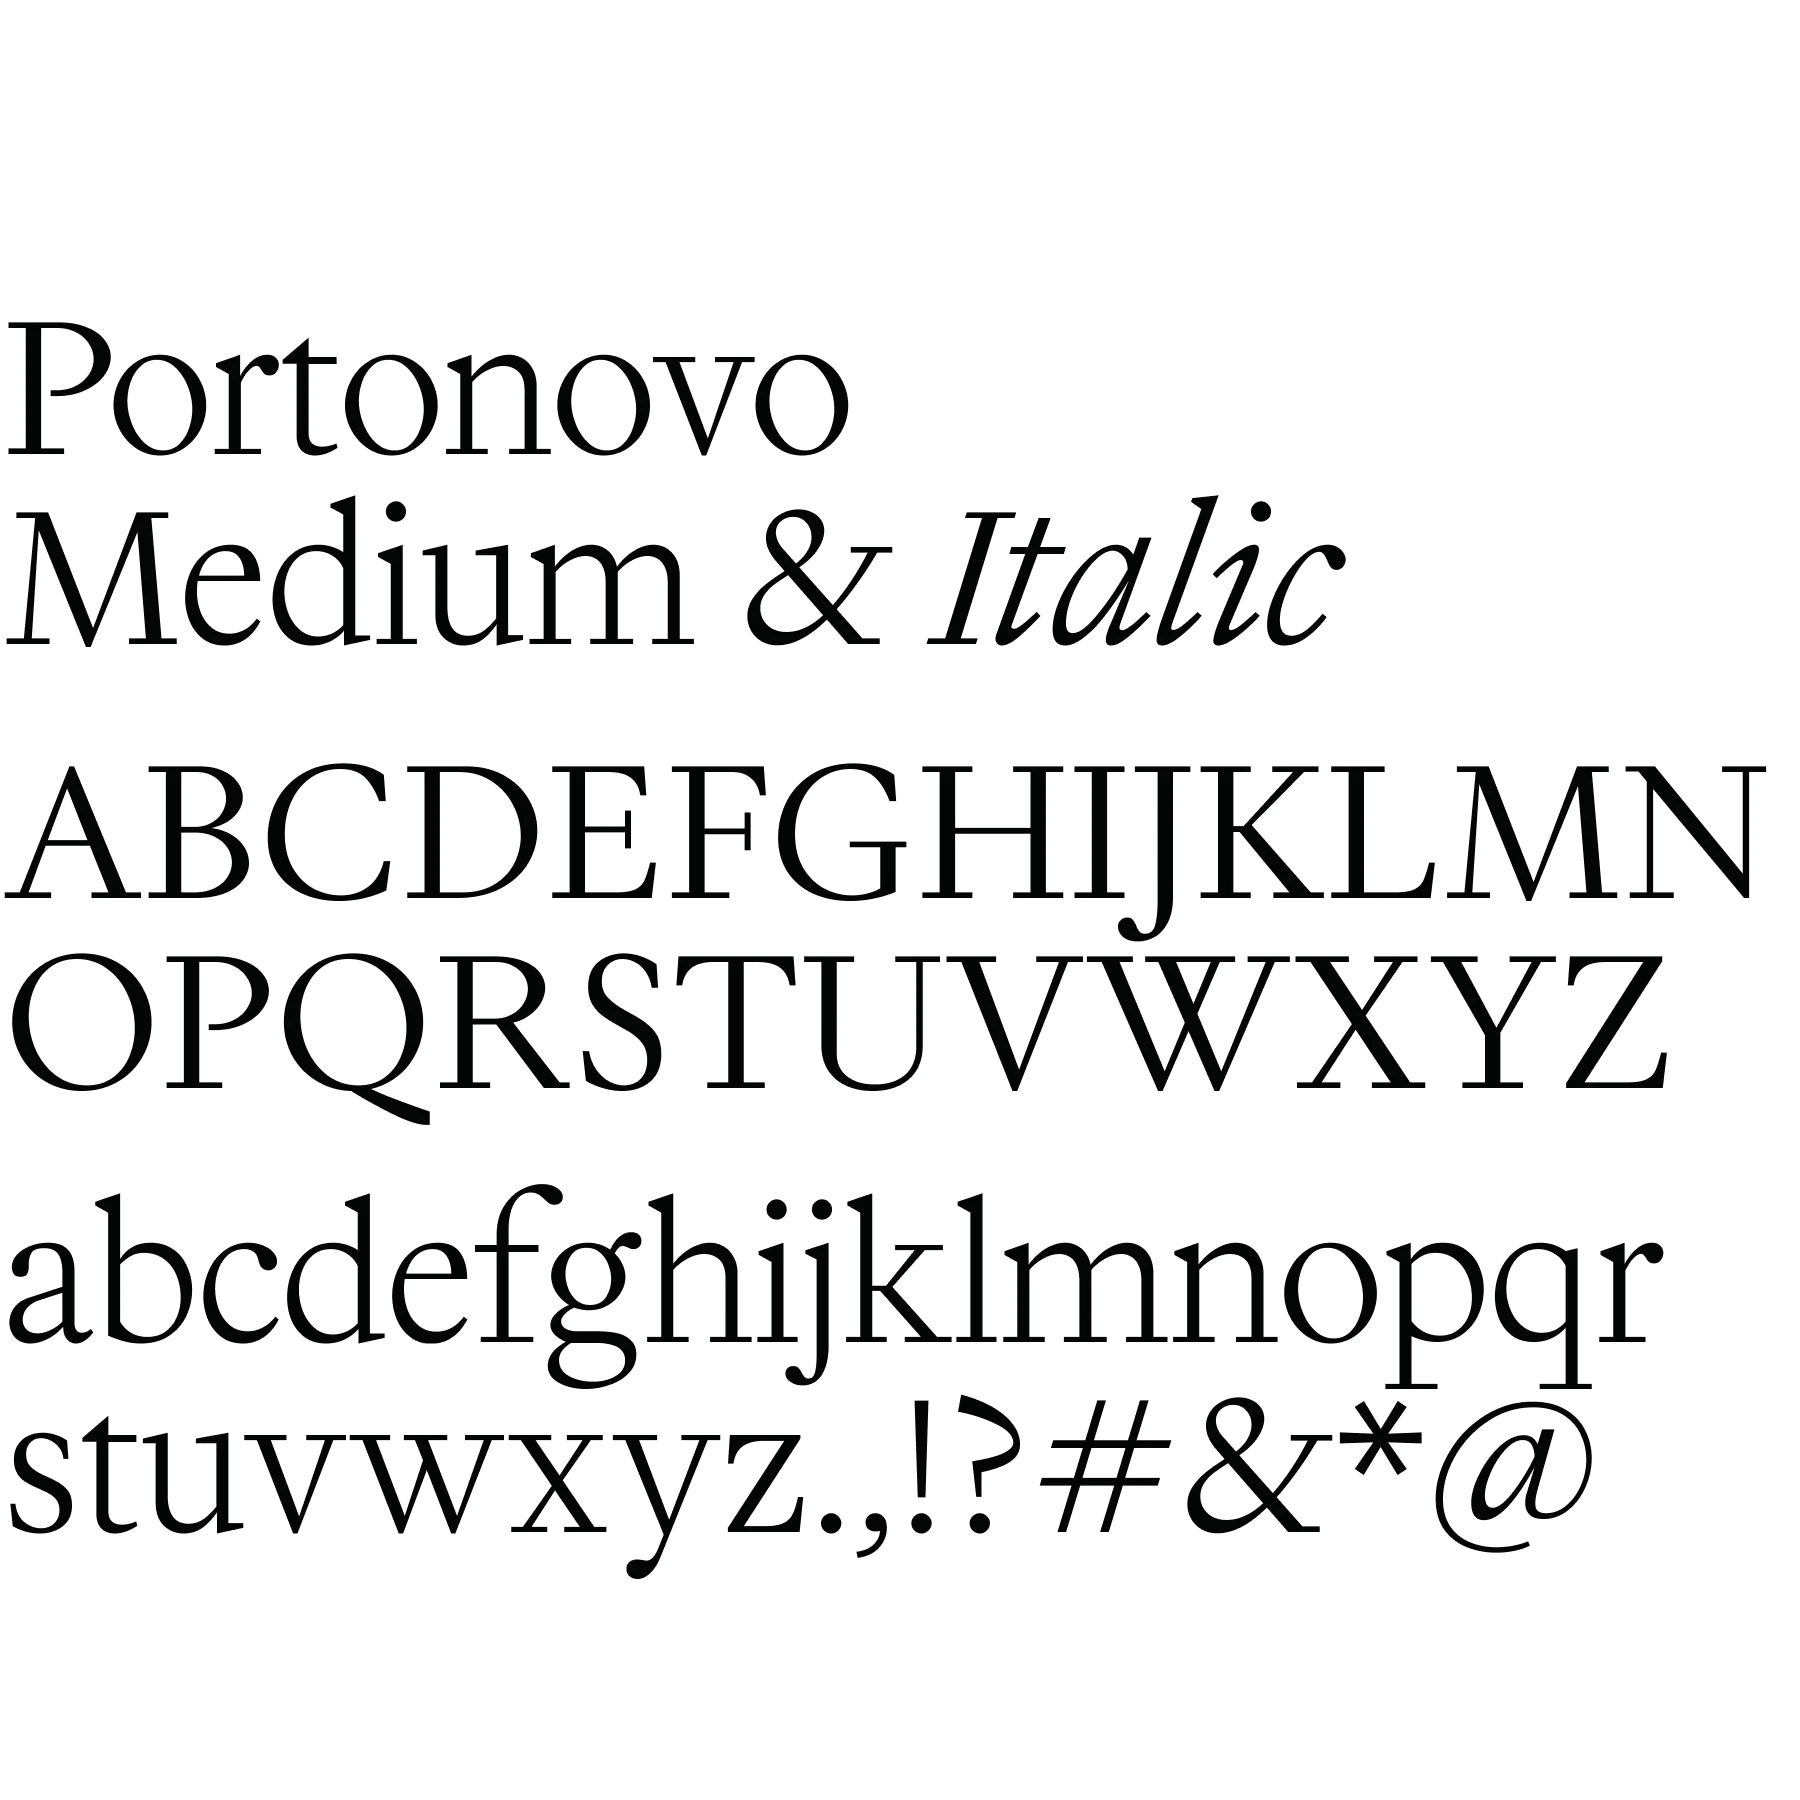 Portonovo
Medium & Italic
ABCDEFGHIJKLMN
OPQRSTUVWXYZ
abcdefghijklmnopqr
stuvwxyz.,!?#&*@